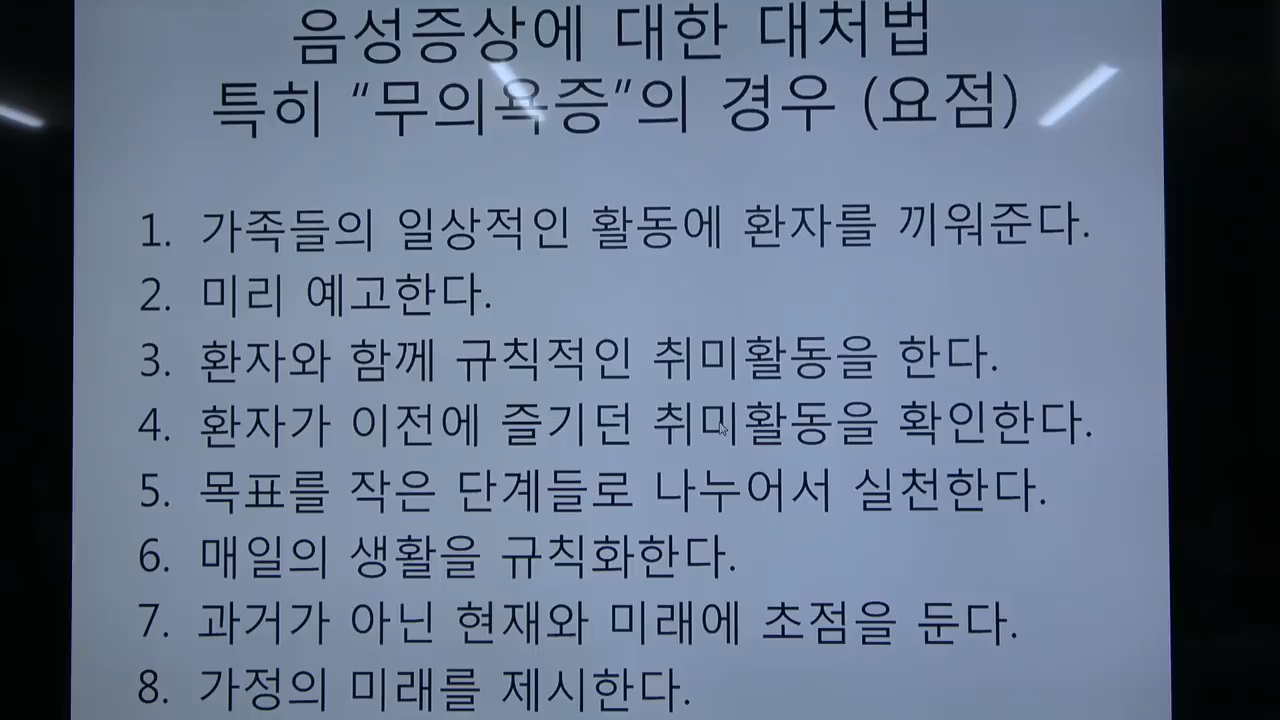 음성증상에 대한 대처법
특히 “무의욕증”의 경우 (요점)
1. 가족들의 일상적인 활동에 환자를 끼워준다.
2. 미리 예고한다.
3. 환자와 함께 규칙적인 취미활동을 한다.
4. 환자가 이전에 즐기던 취미활동을 확인한다.
5. 목표를 작은 단계들로 나누어서 실천한다.
6. 매일의 생활을 규칙화한다.
7. 과거가 아닌 현재와 미래에 초점을 둔다.
8. 가정의 미래를 제시한다.